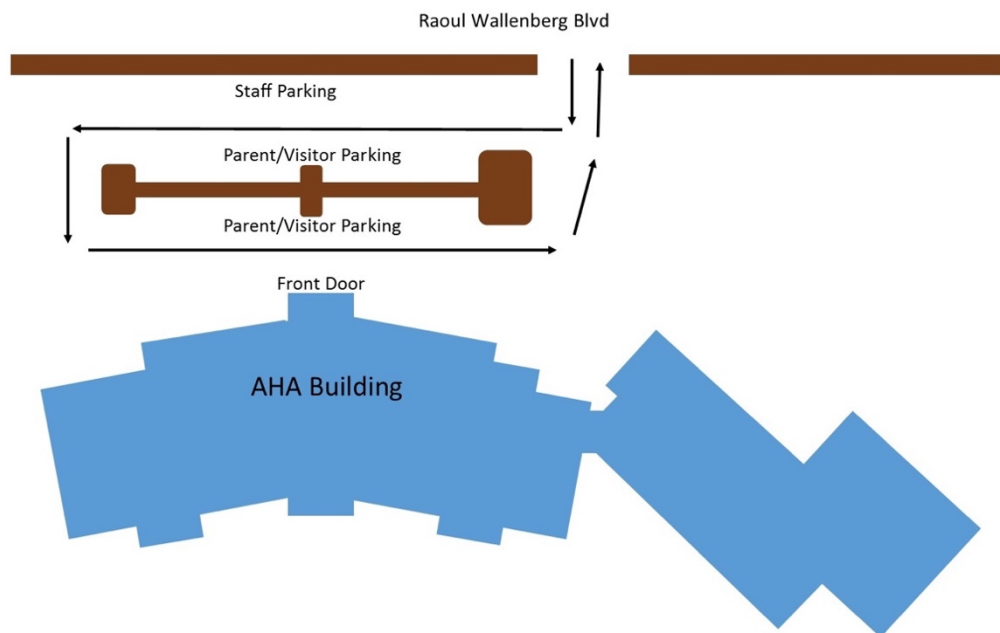 Raoul Wallenberg Blvd
Staff Parking
Parent/Visitor Parking
Parent/Visitor Parking
Front Door
AHA Building